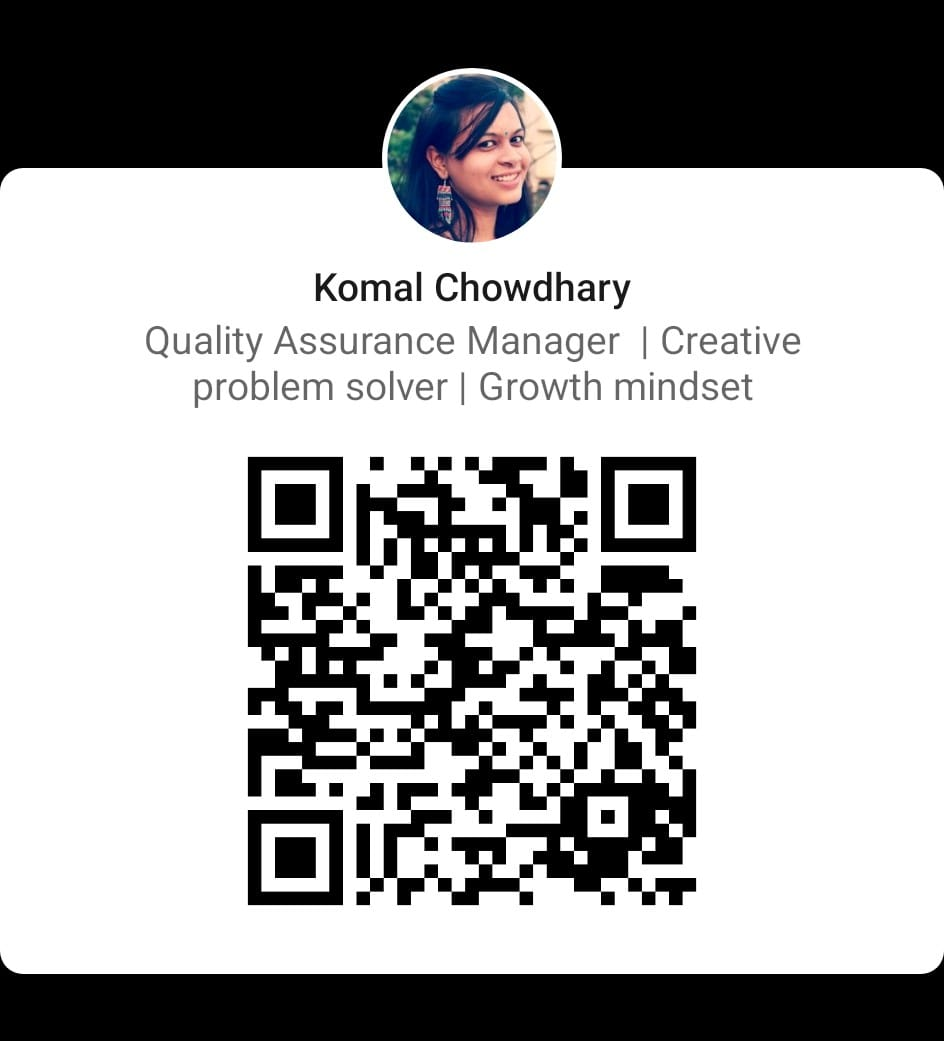 Komal Chowdhary
Quality Assurance Manager | Creative
problem solver | Growth mindset